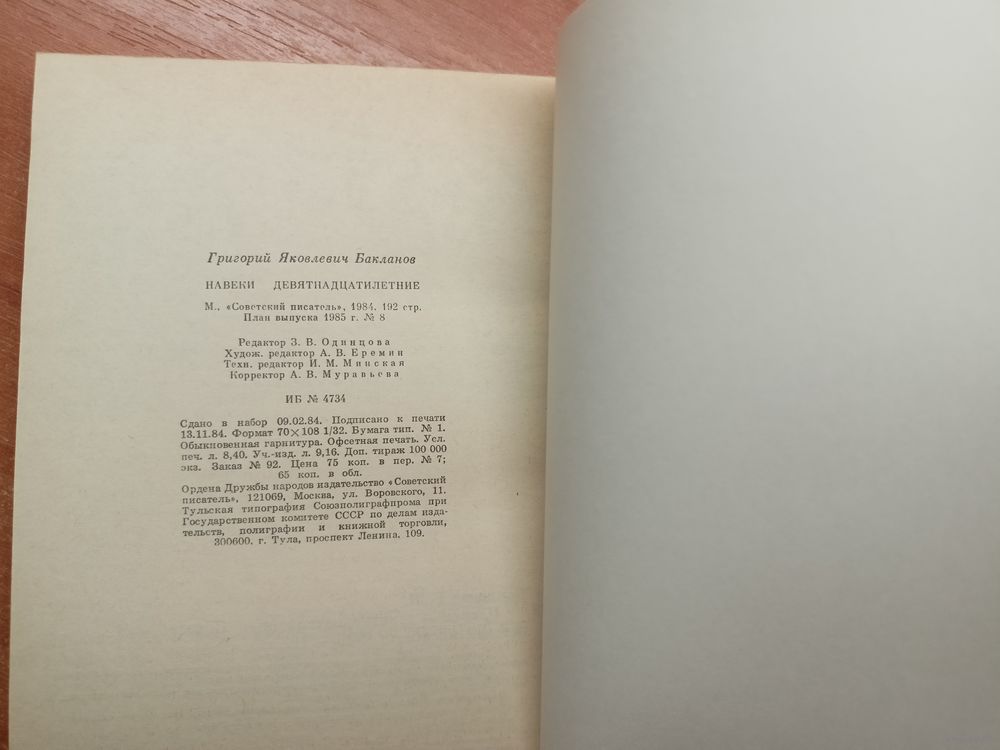 Григорий Яковлевич Бакланов
НАВЕКИ ДЕВЯТНАДЦАТИЛЕТНИЕ
М., «Советский писатель», 1984. 192 стр.
План выпуска 1985 г. № 8
Редактор З. В. Одинцова
Худож. редактор А. В. Еремин
Техн. редактор И. М. Минская
Корректор А. В. Муравьева
ИБ № 4734
Сдано в набор 09.02.84. Подписано к печати
13.11.84. Формат 70×108 1/32. Бумага тип. № 1.
Обыкновенная гарнитура. Офсетная печать. Усл.
печ. л. 8,40. Уч.-изд. л. 9,16. Доп. тираж 100 000
экз. Заказ № 92. Цена 75 коп. в пер. № 7;
65 коп. в обл.
Ордена Дружбы народов издательство «Советский
писатель», 121069, Москва, ул. Воровского, 11.
Тульская типография Союзполиграфпрома при
Государственном комитете СССР по делам изда-
тельств, полиграфии и книжной торговли,
300600, г. Тула, проспект Ленина. 109.